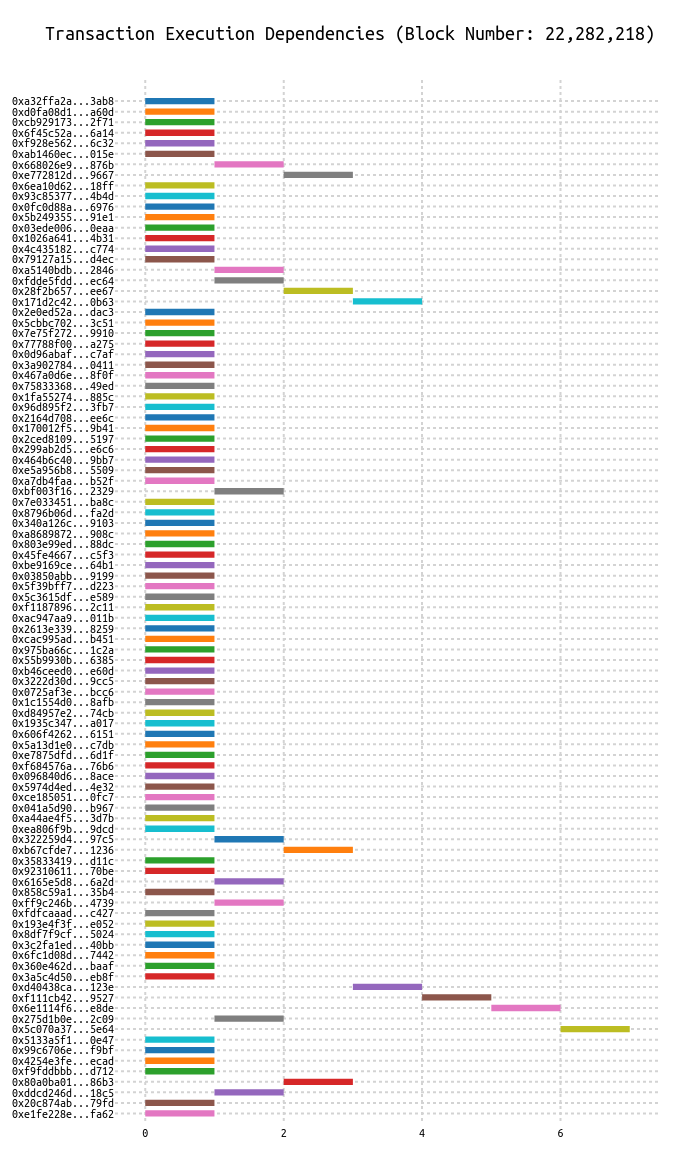 Transaction Execution Dependencies (Block Number: 22,282,218)
0xa32ffa2a...3ab8
0xd0fa08d1...a60d
0xcb929173...2f71
0x6f45c52a...6a14
0xf928e562...6c32
0xab1460ec...015e
0x668026e9...876b
0xe772812d...9667
0x6ea10d62...18ff
0x93c85377...4b4d
0x0fc0d88a...6976
0x5b249355...91e1
0x03ede006...0eaa
0x1026a641...4b31
0x4c435182...c774
0x79127a15...d4ec
0xa5140bdb...2846
0xfdde5fdd...ec64
0x28f2b657...ee67
0x171d2c42...0b63
0x2e0ed52a...dac3
0x5cbbc702...3c51
0x7e75f272...9910
0x77788f00...a275
0x0d96abaf...c7af
0x3a902784...0411
0x467a0d6e...8f0f
0x75833368...49ed
0x1fa55274...885c
0x96d895f2...3fb7
0x2164d708...ee6c
0x170012f5...9b41
0x2ced8109...5197
0x299ab2d5...e6c6
0x464b6c40...9bb7
0xe5a956b8...5509
0xa7db4faa...b52f
0xbf003f16...2329
0x7e033451...ba8c
0x8796b06d...fa2d
0x340a126c...9103
0xa8689872...908c
0x803e99ed...88dc
0x45fe4667...c5f3
0xbe9169ce...64b1
0x03850abb...9199
0x5f39bff7...d223
0x5c3615df...e589
0xf1187896...2c11
0xac947aa9...011b
0x2613e339...8259
0xcac995ad...b451
0x975ba66c...1c2a
0x55b9930b...6385
0xb46ceed0...e60d
0x3222d30d...9cc5
0x0725af3e...bcc6
0x1c1554d0...8afb
0xd84957e2...74cb
0x1935c347...a017
0x606f4262...6151
0x5a13d1e0...c7db
0xe7875dfd...6d1f
0xf684576a...76b6
0x096840d6...8ace
0x5974d4ed...4e32
0xce185051...0fc7
0x041a5d90...b967
0xa44ae4f5...3d7b
0xea806f9b...9dcd
0x322259d4...97c5
0xb67cfde7...1236
0x35833419...d11c
0x92310611...70be
0x6165e5d8...6a2d
0x858c59a1...35b4
0xff9c246b...4739
0xfdfcaaad...c427
0x193e4f3f...e052
0x8df7f9cf...5024
0x3c2fa1ed...40bb
0x6fc1d08d...7442
0x360e462d...baaf
0x3a5c4d50...eb8f
0xd40438ca...123e
0xf111cb42...9527
0x6e1114f6...e8de
0x275d1b0e...2c09
0x5c070a37...5e64
0x5133a5f1...0e47
0x99c6706e...f9bf
0x4254e3fe...ecad
0xf9fddbbb...d712
0x80a0ba01...86b3
0xddcd246d...18c5
0x20c874ab...79fd
0xe1fe228e...fa62
0 2 4 6